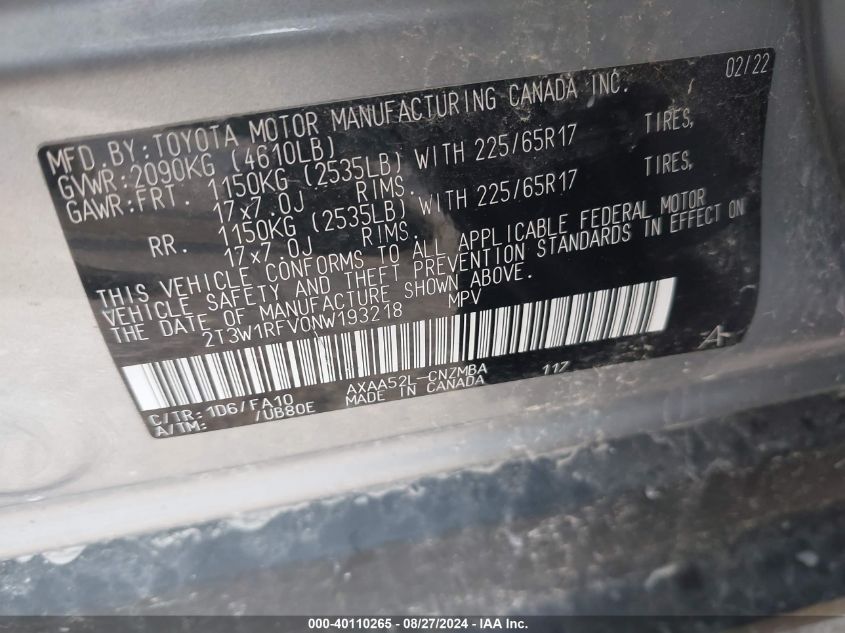 02/22
MFD. BY: TOYOTA MOTOR MANUFACTURING CANADA INC.
GVWR: 2090KG (4610LB)
GAWR: FRT. 1150KG (2535LB) WITH 225/65R17 TIRES,
17x7.0J RIMS.
RR. 1150KG (2535LB) WITH 225/65R17 TIRES,
17x7.0J RIMS.
THIS VEHICLE CONFORMS TO ALL APPLICABLE FEDERAL MOTOR
VEHICLE SAFETY AND THEFT PREVENTION STANDARDS IN EFFECT ON
THE DATE OF MANUFACTURE SHOWN ABOVE.
2T3W1RFV0NW193218 MPV
C/TR: 1D6/FA10 AXAA52L-CNZMBA 117
A/TM: /UB80E MADE IN CANADA
A
000-40110265 - 08/27/2024 - IAA Inc.